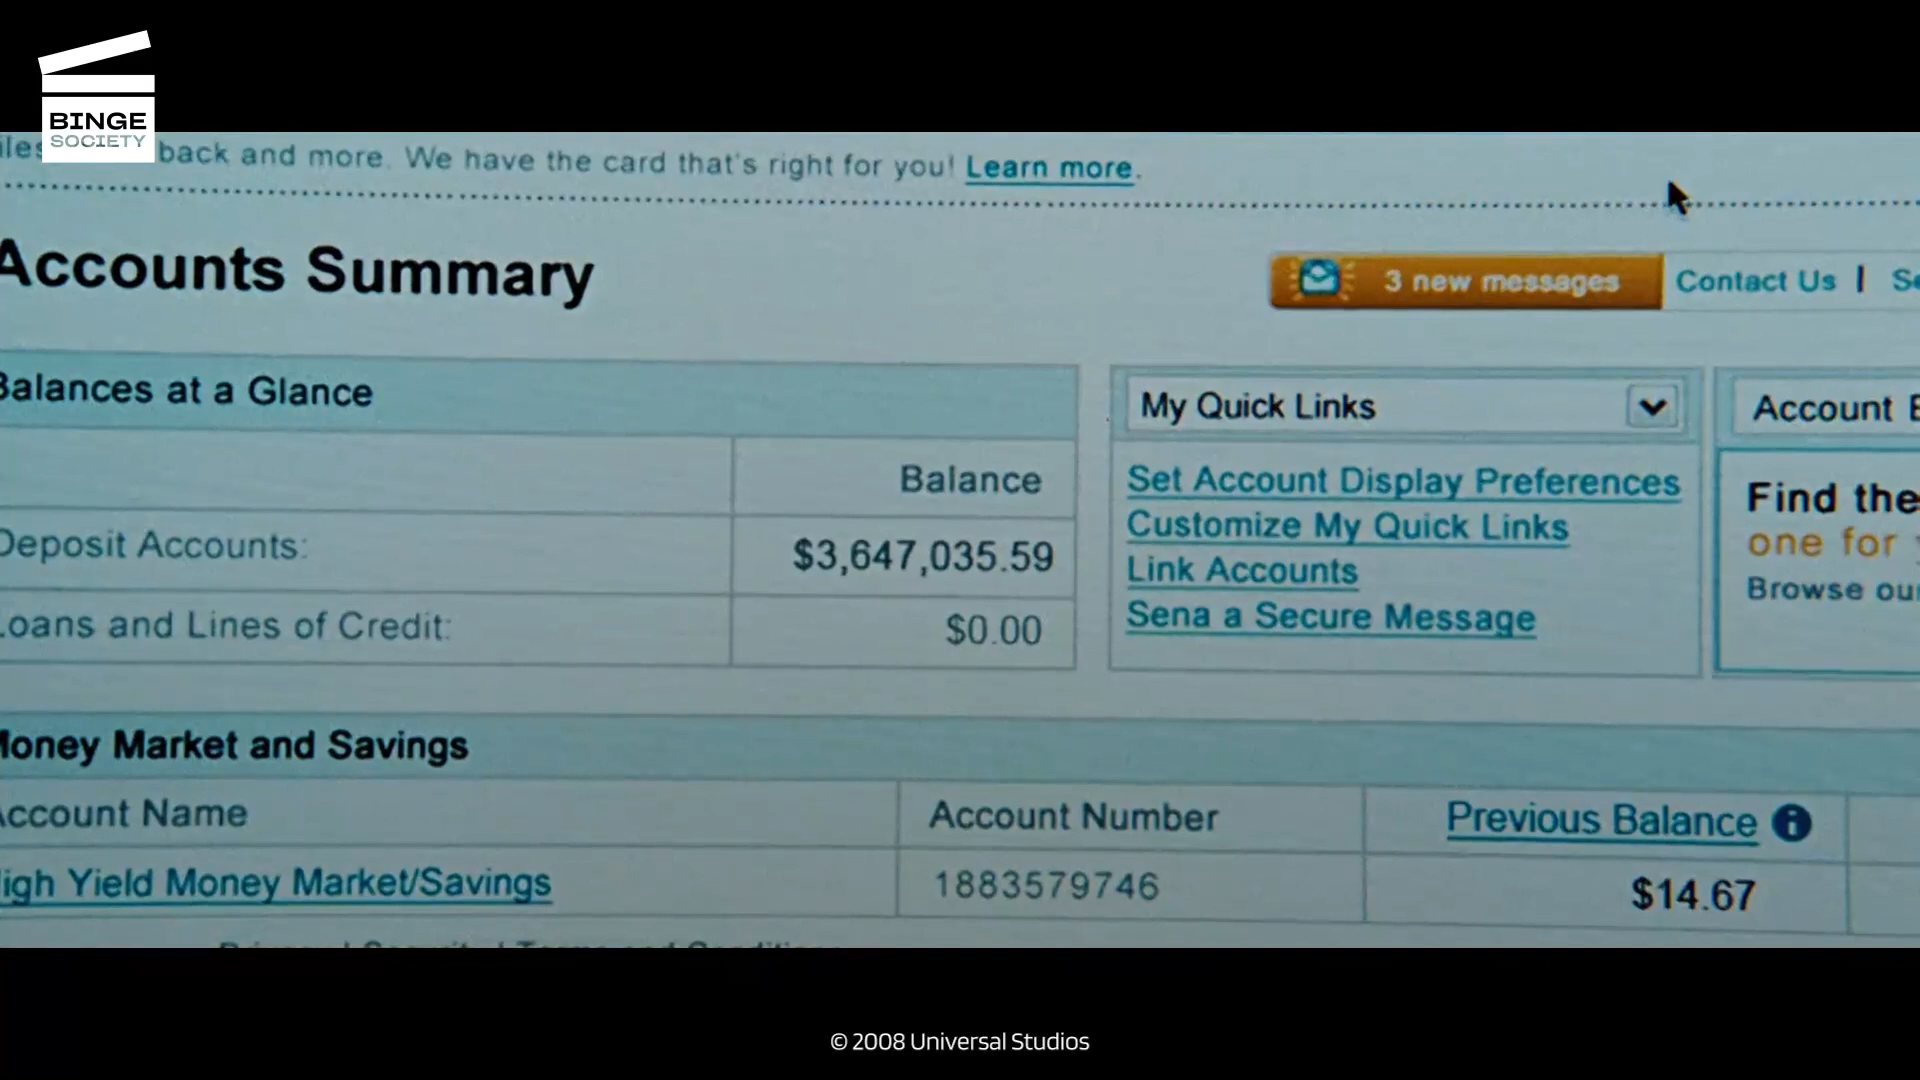 BINGE
SOCIETY
back and more. We have the card that's right for you! Learn more.
Accounts Summary
3 new messages
Contact Us |
Balances at a Glance
Balance
Deposit Accounts:
$3,647,035.59
Loans and Lines of Credit:
$0.00
My Quick Links
Set Account Display Preferences
Customize My Quick Links
Link Accounts
Sena a Secure Message
Account
Find the
one for
Browse our
Money Market and Savings
Account Name
Account Number
Previous Balance
High Yield Money Market/Savings
1883579746
$14.67
© 2008 Universal Studios